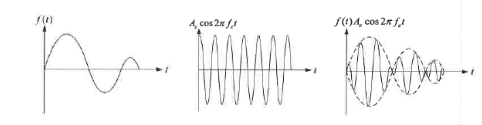 f(t)
t
A_c cos 2π f_c t
t
f(t) A_c cos 2π f_c t
t